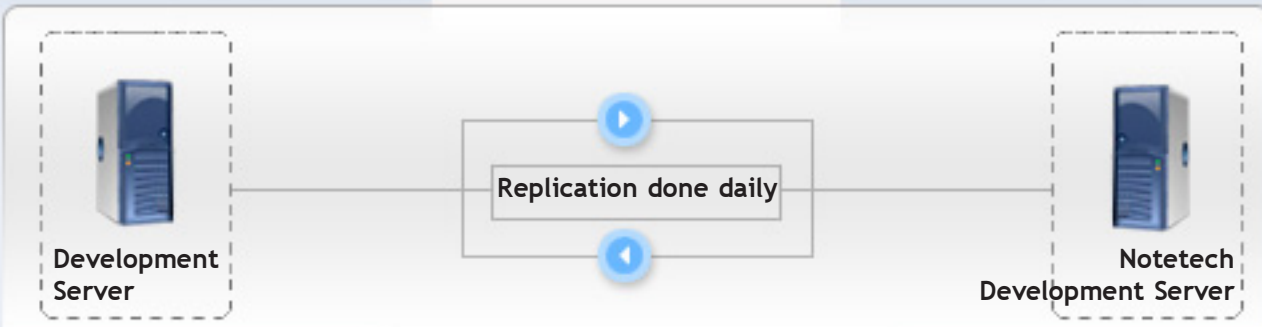 Replication done daily
Development
Server
Notetech
Development Server